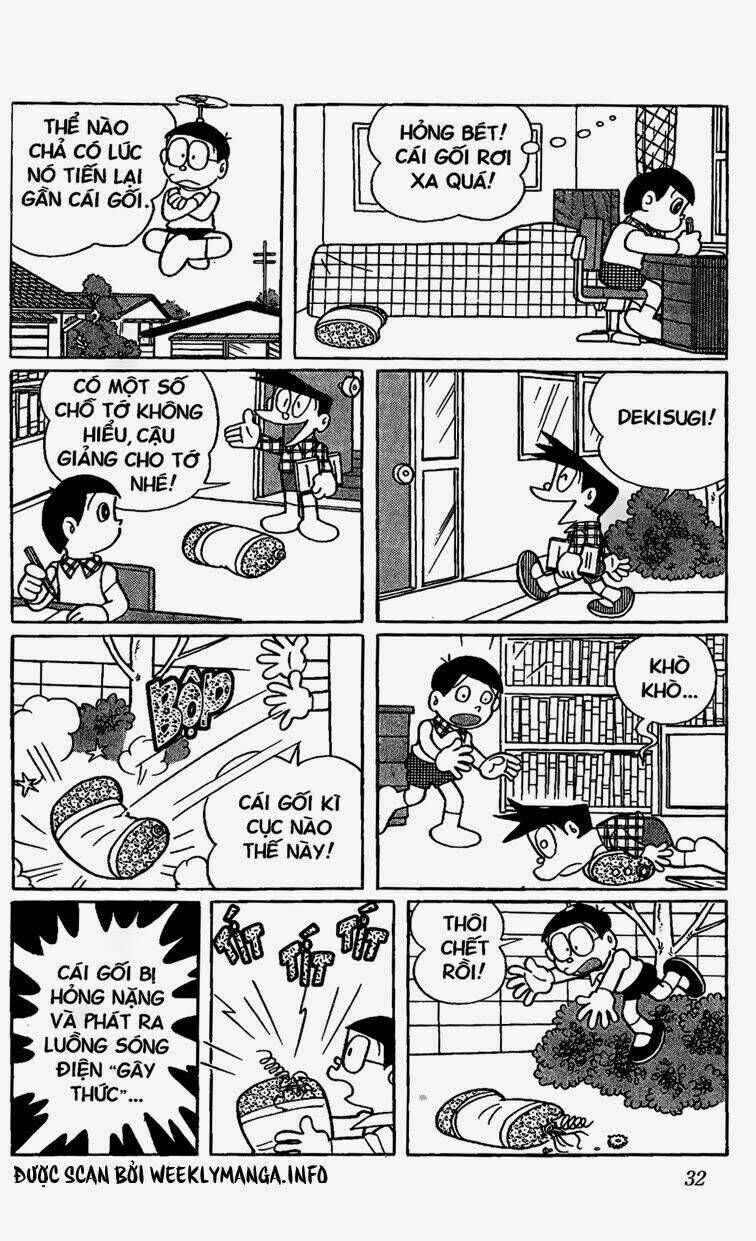 THỂ NÀO
CHẢ CÓ LÚC
NÓ TIẾN LẠI
GẦN CÁI GỐI.
HỎNG BÉT!
CÁI GỐI RƠI
XA QUÁ!
CÓ MỘT SỐ
CHỖ TỚ KHÔNG
HIỂU, CẬU
GIẢNG CHO TỚ
NHÉ!
DEKISUGI!
BỘP
CÁI GỐI KÌ
CỤC NÀO
THẾ NÀY!
KHÒ
KHÒ...
CÁI GỐI BỊ
HỎNG NẶNG
VÀ PHÁT RA
LUỒNG SÓNG
ĐIỆN "GÂY
THỨC"...
TÍT
TÍT
TÍT
THÔI
CHẾT
RỒI!
ĐƯỢC SCAN BỞI WEEKLYMANGA.INFO
32